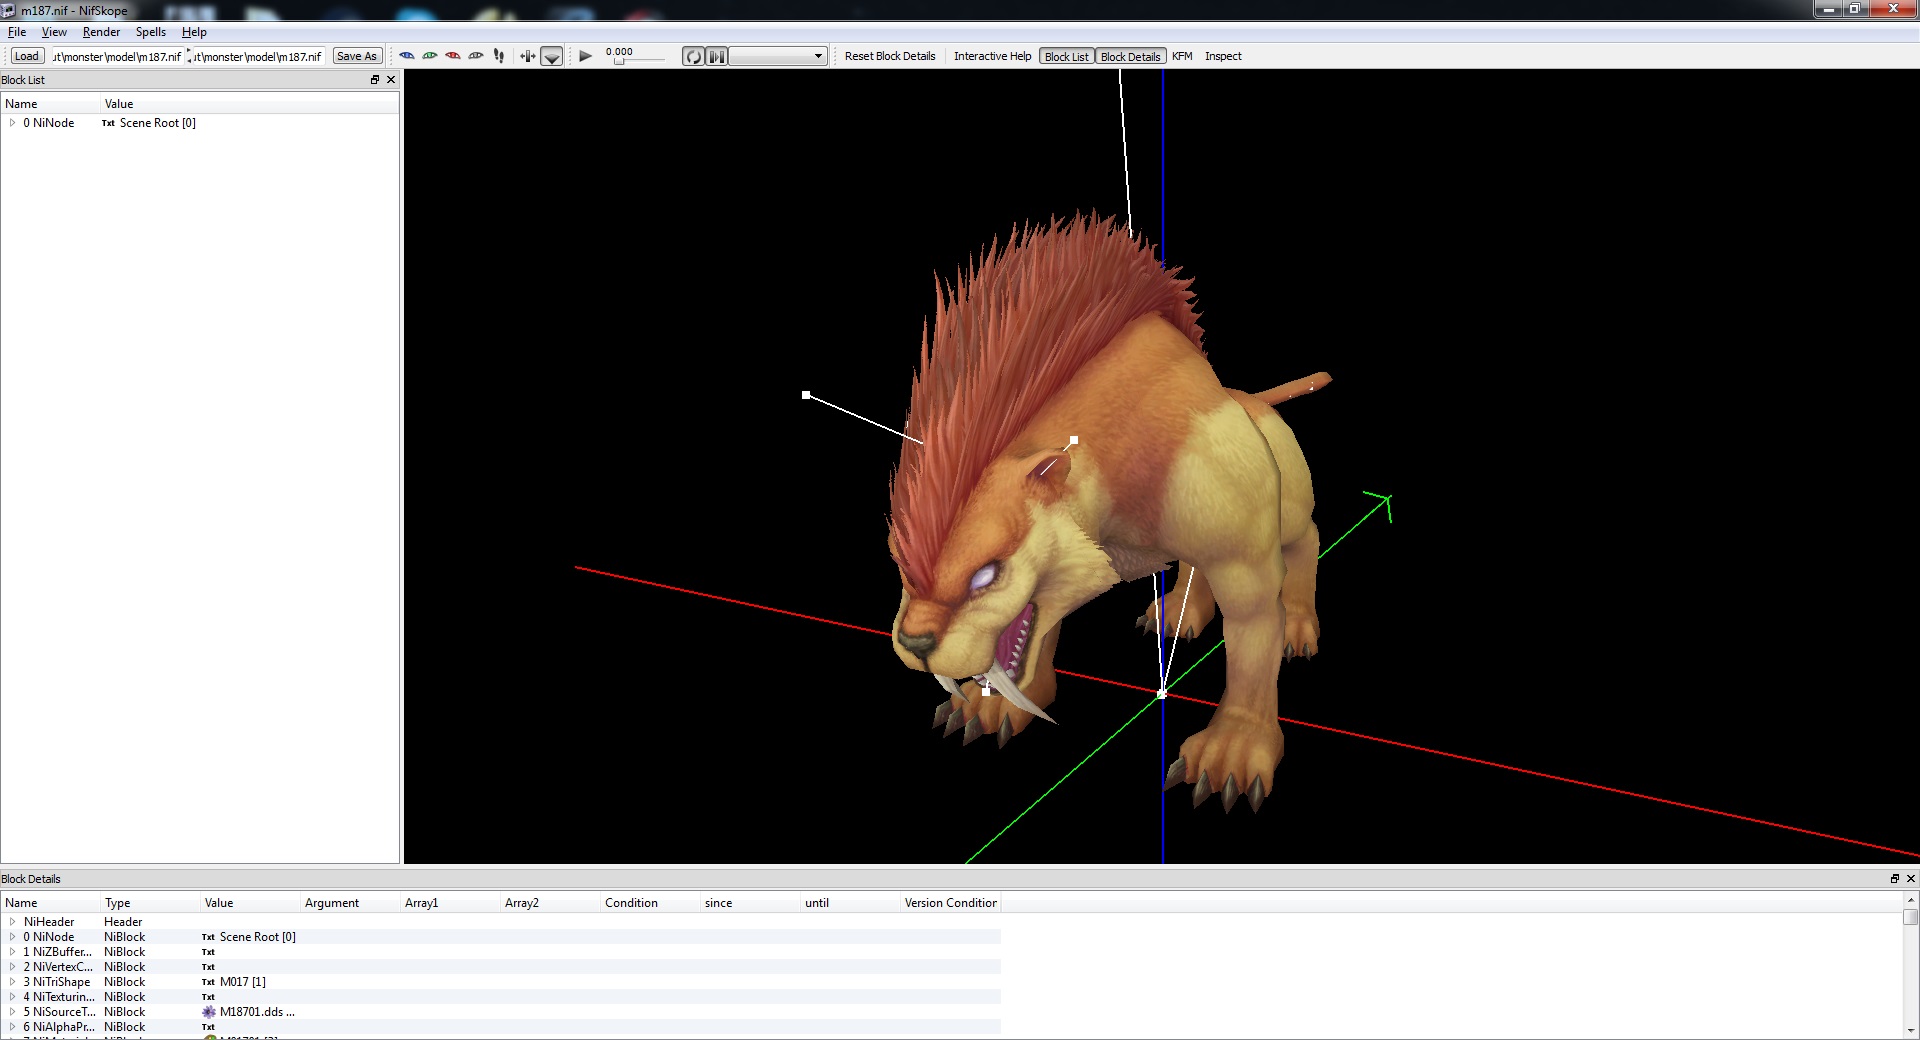 m187.nif - NifSkope
File View Render Spells Help
Load ut\monster\model\m187.nif ut\monster\model\m187.nif Save As 0.000 Reset Block Details Interactive Help Block List Block Details KFM Inspect
Block List
Name Value
0 NiNode Txt Scene Root [0]
Block Details
Name Type Value Argument Array1 Array2 Condition since until Version Condition
NiHeader Header
0 NiNode NiBlock Txt Scene Root [0]
1 NiZBuffer... NiBlock Txt
2 NiVertexC... NiBlock Txt
3 NiTriShape NiBlock Txt M017 [1]
4 NiTexturin... NiBlock Txt
5 NiSourceT... NiBlock M18701.dds ...
6 NiAlphaPr... NiBlock Txt